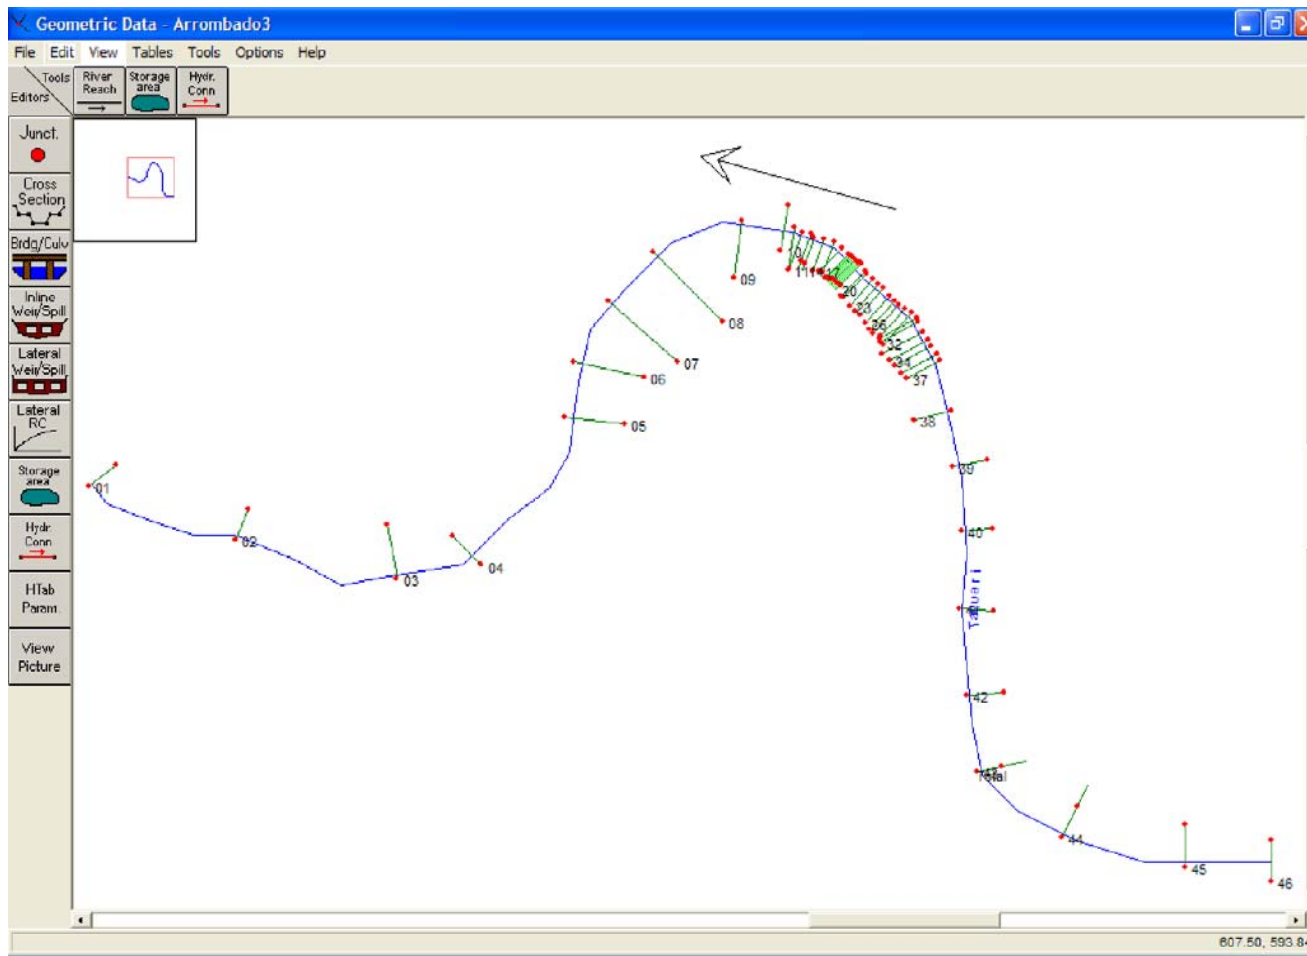 Geometric Data - Arrombado3
File Edit View Tables Tools Options Help
Tools
Editors
River
Reach
Storage
area
Hydr.
Conn
Junct.
Cross
Section
Brdg/Culv
Inline
Weir/Spill
Lateral
Weir/Spill
Lateral
RC
Storage
area
Hydr.
Conn
HTab
Param.
View
Picture
10
09
20
23
26
08
32
34
07
37
06
38
05
39
01
40
02
04
03
Taquari
42
44
45
46
607.50, 593.84